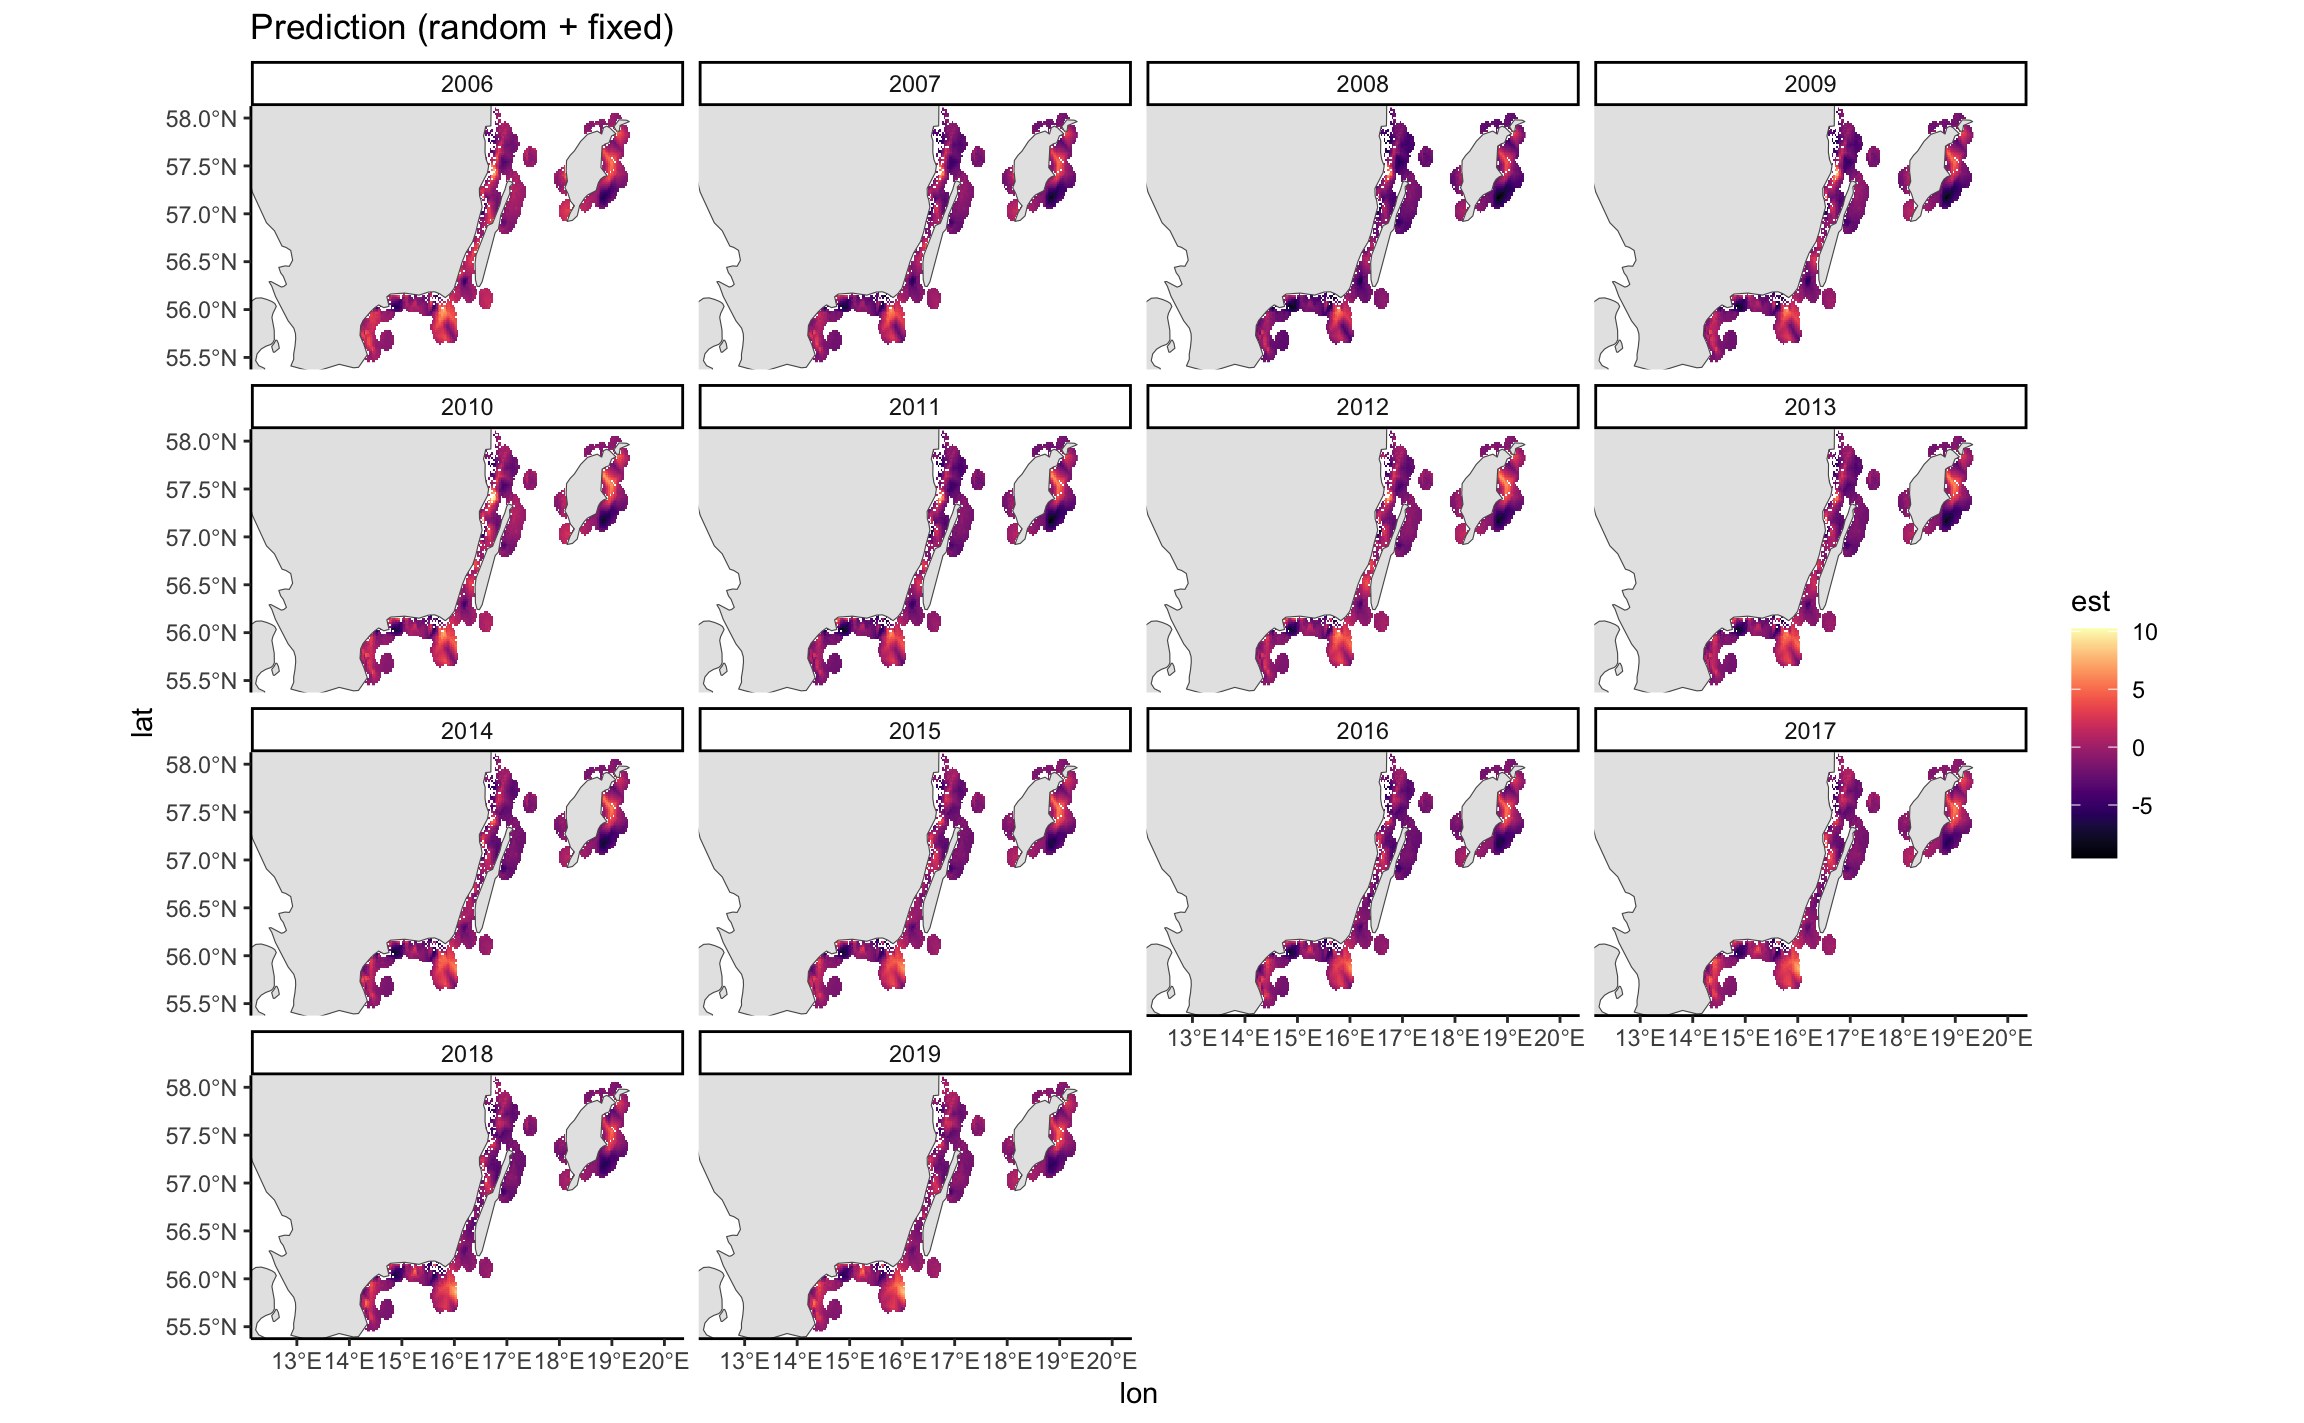 Prediction (random + fixed)
2006 2007 2008 2009
58.0°N
57.5°N
57.0°N
56.5°N
56.0°N
55.5°N
2010 2011 2012 2013
58.0°N
57.5°N
57.0°N
56.5°N
56.0°N
55.5°N
est
10
5
0
-5
lat
2014 2015 2016 2017
58.0°N
57.5°N
57.0°N
56.5°N
56.0°N
55.5°N
13°E14°E15°E16°E17°E18°E19°E20°E 13°E14°E15°E16°E17°E18°E19°E20°E
2018 2019
58.0°N
57.5°N
57.0°N
56.5°N
56.0°N
55.5°N
13°E14°E15°E16°E17°E18°E19°E20°E 13°E14°E15°E16°E17°E18°E19°E20°E
lon